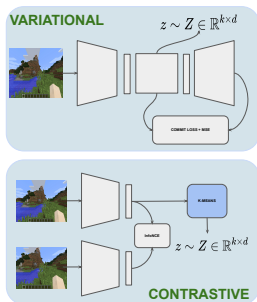 VARIATIONAL
z ∼ Z ∈ ℝ^{k×d}
COMMIT LOSS + MSE
K-MEANS
InfoNCE
z ∼ Z ∈ ℝ^{k×d}
CONTRASTIVE